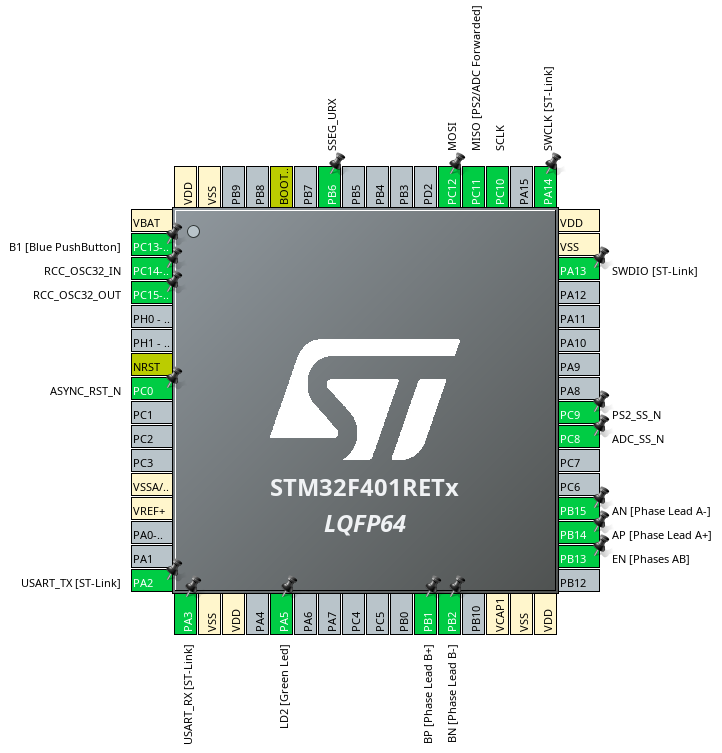 SSEG_URX
MOSI
MISO [PS2/ADC Forwarded]
SCLK
SWCLK [ST-Link]
VDD
VSS
PB9
PB8
BOOT..
PB7
PB6
PB5
PB4
PB3
PD2
PC12
PC11
PC10
PA15
PA14
VBAT
B1 [Blue PushButton] PC13-..
RCC_OSC32_IN PC14-..
RCC_OSC32_OUT PC15-..
PH0 - ..
PH1 - ..
NRST
ASYNC_RST_N PC0
PC1
PC2
PC3
VSSA/..
VREF+
PA0-..
PA1
USART_TX [ST-Link] PA2
VDD
VSS
PA13 SWDIO [ST-Link]
PA12
PA11
PA10
PA9
PA8
PC9 PS2_SS_N
PC8 ADC_SS_N
PC7
PC6
PB15 AN [Phase Lead A-]
PB14 AP [Phase Lead A+]
PB13 EN [Phases AB]
PB12
ST
STM32F401RETx
LQFP64
PA3
VSS
VDD
PA4
PA5
PA6
PA7
PC4
PC5
PB0
PB1
PB2
PB10
VCAP1
VSS
VDD
USART_RX [ST-Link]
LD2 [Green Led]
BP [Phase Lead B+]
BN [Phase Lead B-]